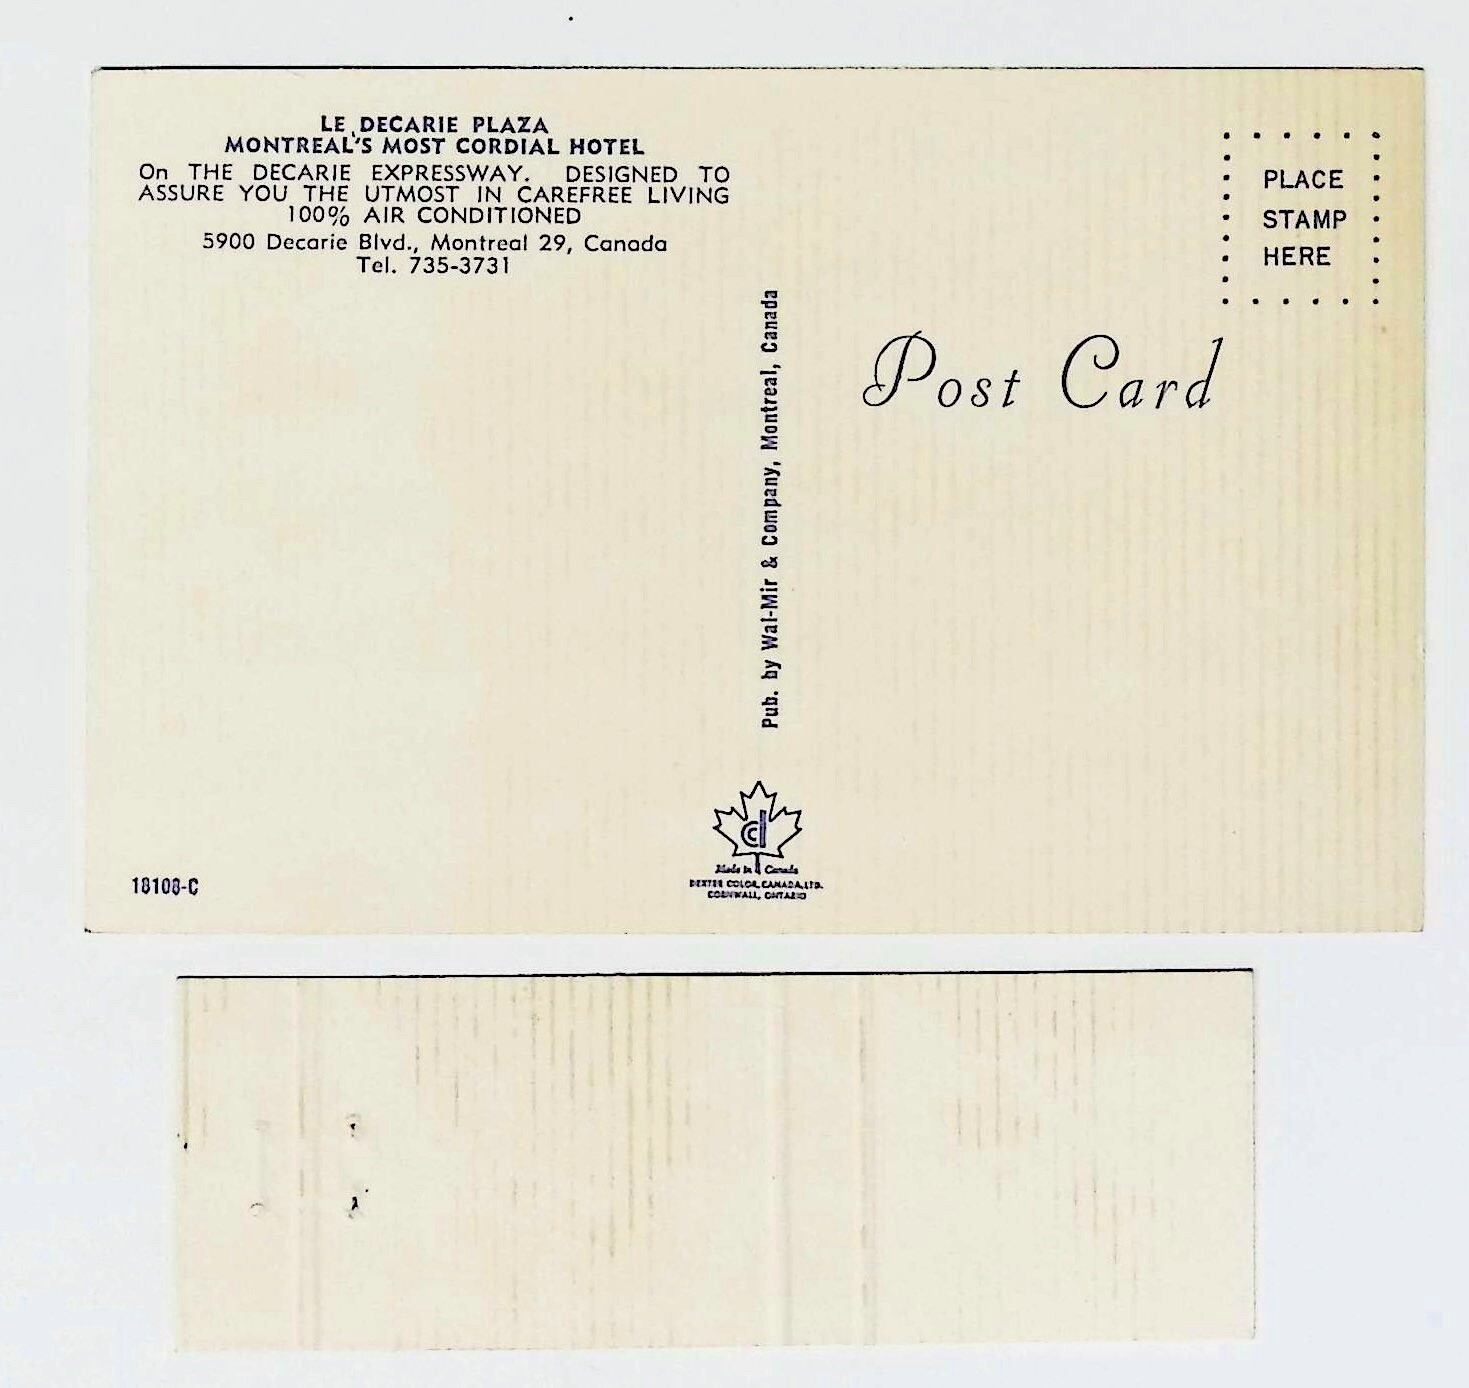 LE DECARIE PLAZA
MONTREAL'S MOST CORDIAL HOTEL
On THE DECARIE EXPRESSWAY. DESIGNED TO
ASSURE YOU THE UTMOST IN CAREFREE LIVING
100% AIR CONDITIONED
5900 Decarie Blvd., Montreal 29, Canada
Tel. 735-3731
PLACE
STAMP
HERE
Post Card
Pub. by Wal-Mir & Company, Montreal, Canada
cd
Made in Canada
DEXTER COLOR, CANADA, LTD.
CORNWALL, ONTARIO
18108-C